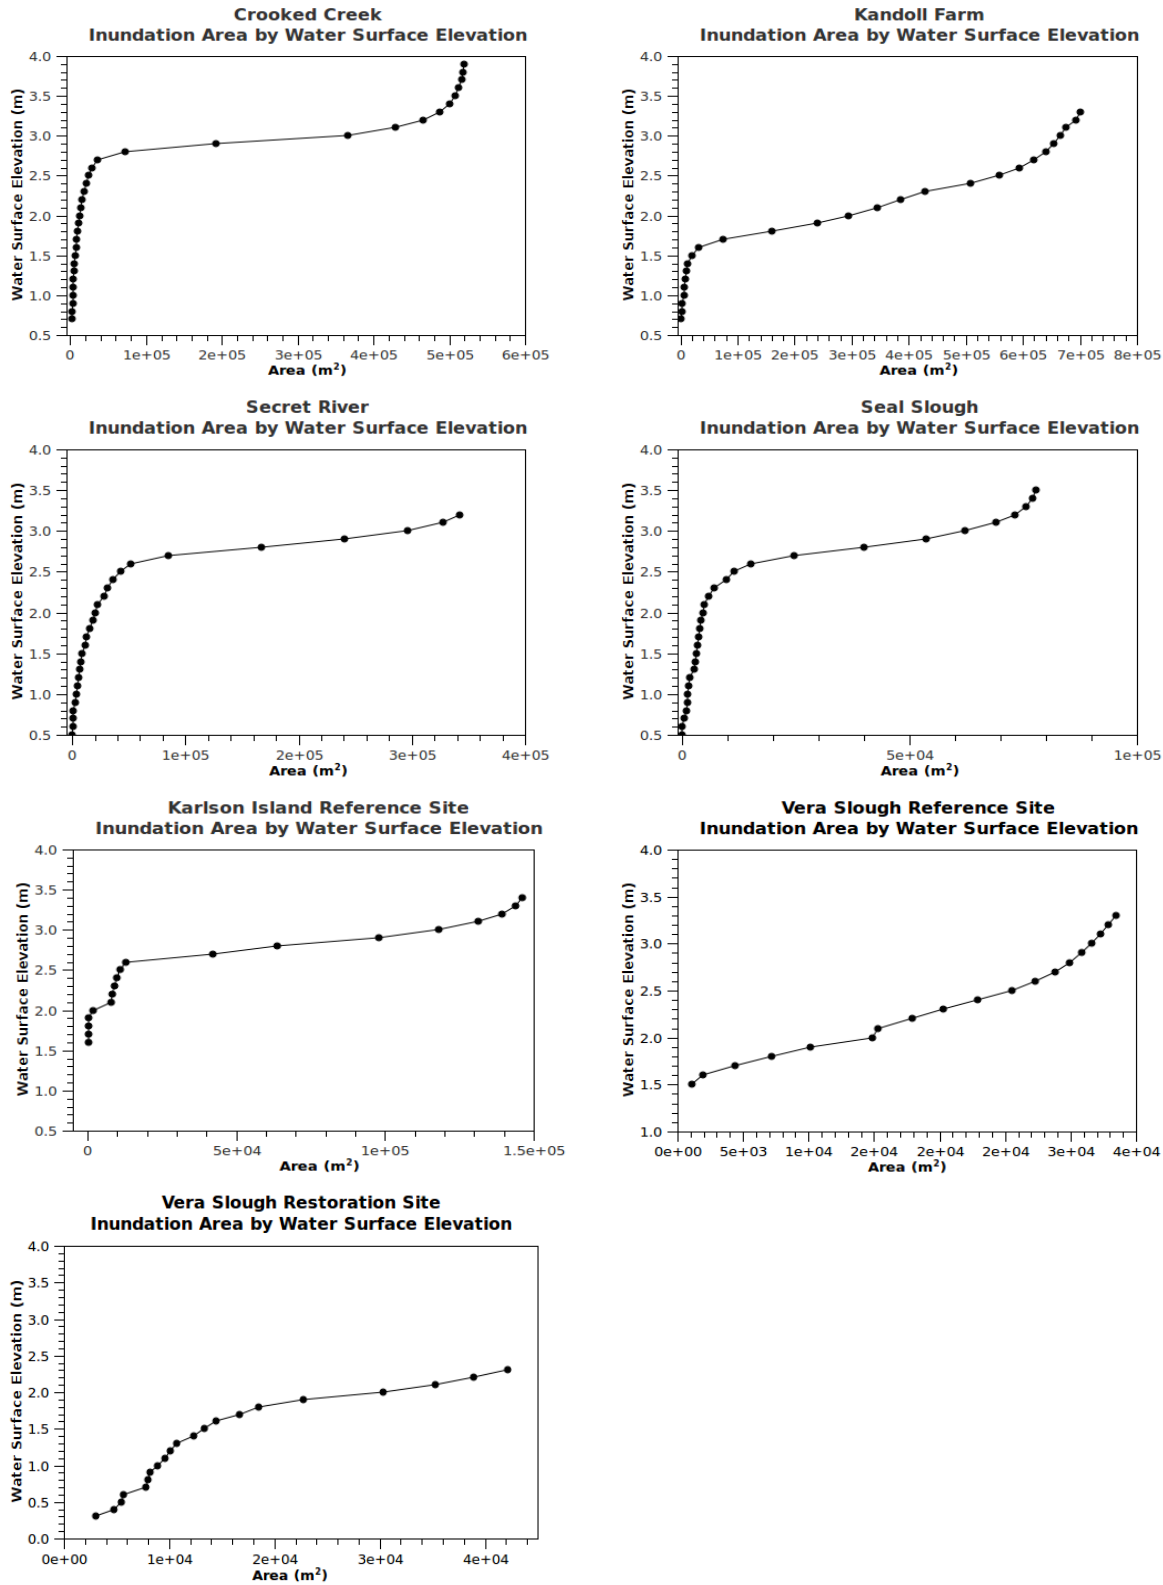 Crooked Creek
Inundation Area by Water Surface Elevation
Water Surface Elevation (m)
4.0
3.5
3.0
2.5
2.0
1.5
1.0
0.5
0 1e+05 2e+05 3e+05 4e+05 5e+05 6e+05
Area (m²)
Kandoll Farm
Inundation Area by Water Surface Elevation
Water Surface Elevation (m)
4.0
3.5
3.0
2.5
2.0
1.5
1.0
0.5
0 1e+05 2e+05 3e+05 4e+05 5e+05 6e+05 7e+05 8e+05
Area (m²)
Secret River
Inundation Area by Water Surface Elevation
Water Surface Elevation (m)
4.0
3.5
3.0
2.5
2.0
1.5
1.0
0.5
0 1e+05 2e+05 3e+05 4e+05
Area (m²)
Seal Slough
Inundation Area by Water Surface Elevation
Water Surface Elevation (m)
4.0
3.5
3.0
2.5
2.0
1.5
1.0
0.5
0 5e+04 1e+05
Area (m²)
Karlson Island Reference Site
Inundation Area by Water Surface Elevation
Water Surface Elevation (m)
4.0
3.5
3.0
2.5
2.0
1.5
1.0
0.5
0 5e+04 1e+05 1.5e+05
Area (m²)
Vera Slough Reference Site
Inundation Area by Water Surface Elevation
Water Surface Elevation (m)
4.0
3.5
3.0
2.5
2.0
1.5
1.0
0e+00 5e+03 1e+04 2e+04 2e+04 2e+04 3e+04 4e+04
Area (m²)
Vera Slough Restoration Site
Inundation Area by Water Surface Elevation
Water Surface Elevation (m)
4.0
3.5
3.0
2.5
2.0
1.5
1.0
0.5
0.0
0e+00 1e+04 2e+04 3e+04 4e+04
Area (m²)